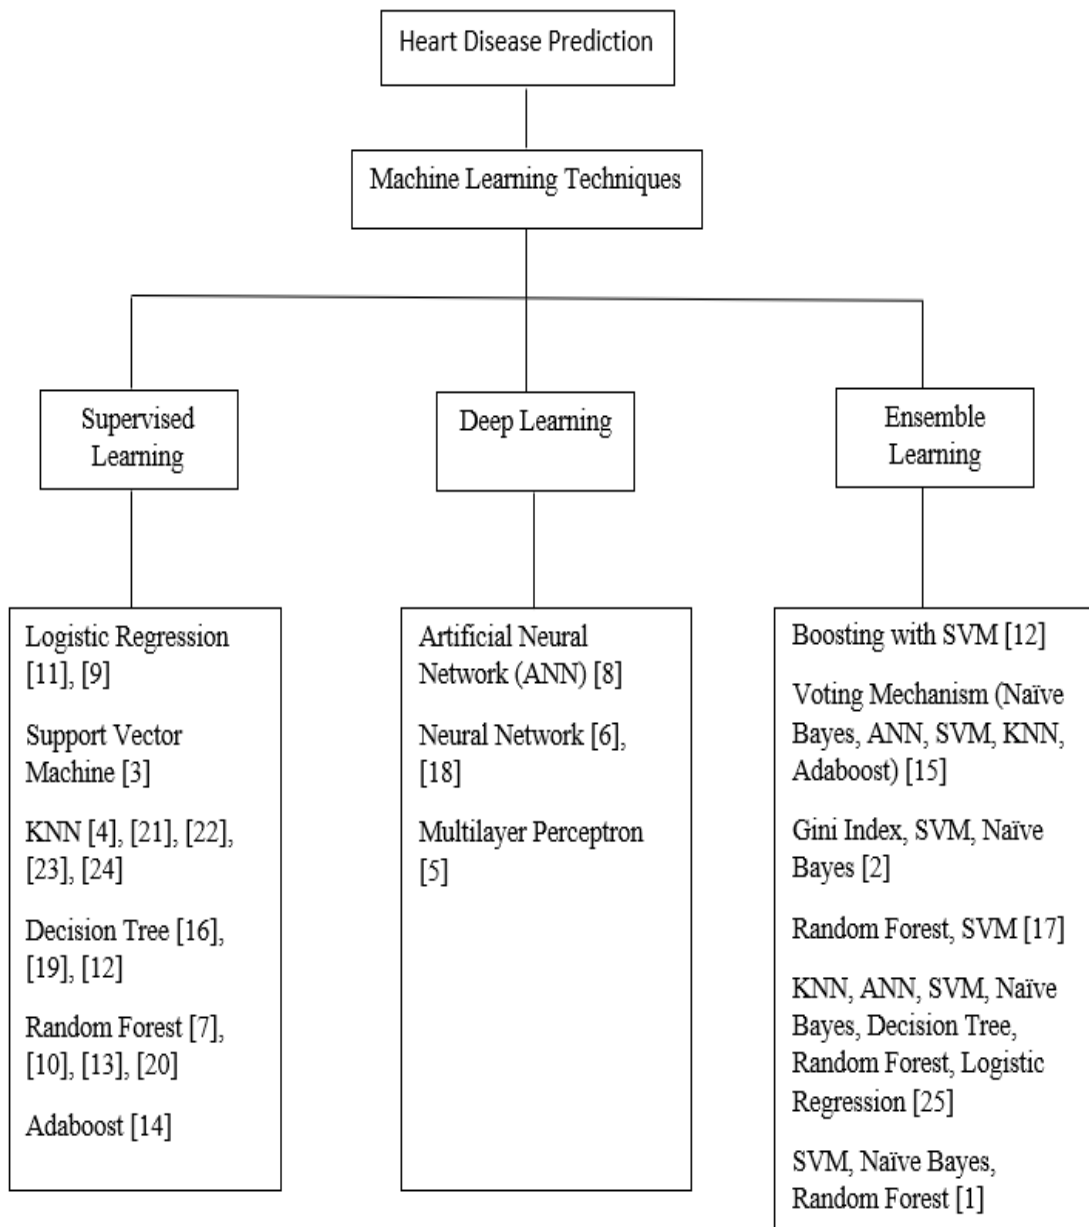 Heart Disease Prediction
Machine Learning Techniques
Supervised
Learning
Deep Learning
Ensemble
Learning
Logistic Regression
[11], [9]
Support Vector
Machine [3]
KNN [4], [21], [22],
[23], [24]
Decision Tree [16],
[19], [12]
Random Forest [7],
[10], [13], [20]
Adaboost [14]
Artificial Neural
Network (ANN) [8]
Neural Network [6],
[18]
Multilayer Perceptron
[5]
Boosting with SVM [12]
Voting Mechanism (Naïve
Bayes, ANN, SVM, KNN,
Adaboost) [15]
Gini Index, SVM, Naïve
Bayes [2]
Random Forest, SVM [17]
KNN, ANN, SVM, Naïve
Bayes, Decision Tree,
Random Forest, Logistic
Regression [25]
SVM, Naïve Bayes,
Random Forest [1]